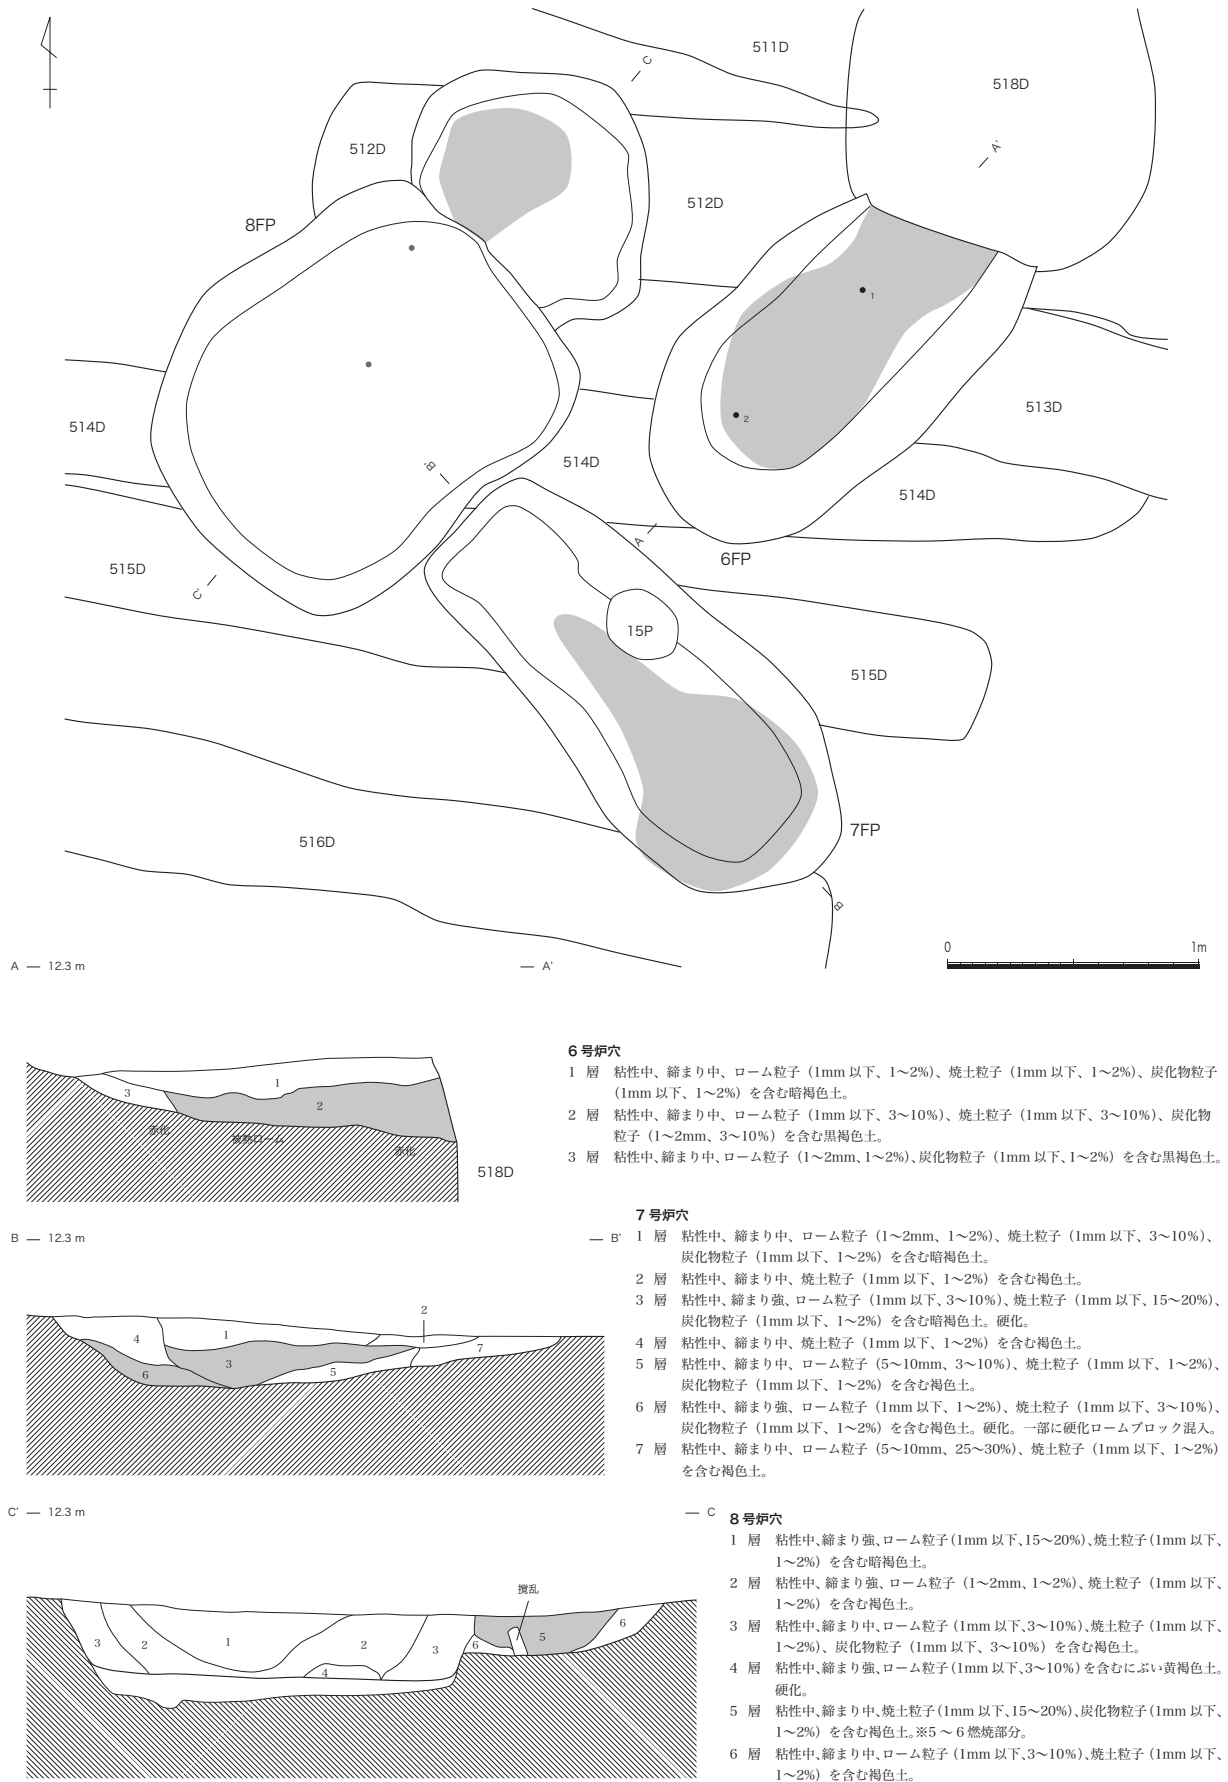 511D
518D
C
A'
512D
512D
8FP
1
2
513D
514D
B'
514D
514D
A
6FP
515D
C'
15P
515D
516D
7FP
B
0 1m
A — 12.3 m — A'
1
3
2
赤化
被熱ローム
赤化
518D
6 号炉穴
1 層 粘性中、締まり中、ローム粒子（1mm 以下、1～2%）、焼土粒子（1mm 以下、1～2%）、炭化物粒子
（1mm 以下、1～2%）を含む暗褐色土。
2 層 粘性中、締まり中、ローム粒子（1mm 以下、3～10%）、焼土粒子（1mm 以下、3～10%）、炭化物
粒子（1～2mm、3～10%）を含む黒褐色土。
3 層 粘性中、締まり中、ローム粒子（1～2mm、1～2%）、炭化物粒子（1mm 以下、1～2%）を含む黒褐色土。
B — 12.3 m — B'
2
4
1
3
7
6
5
7 号炉穴
1 層 粘性中、締まり中、ローム粒子（1～2mm、1～2%）、焼土粒子（1mm 以下、3～10%）、
炭化物粒子（1mm 以下、1～2%）を含む暗褐色土。
2 層 粘性中、締まり中、焼土粒子（1mm 以下、1～2%）を含む褐色土。
3 層 粘性中、締まり強、ローム粒子（1mm 以下、3～10%）、焼土粒子（1mm 以下、15～20%）、
炭化物粒子（1mm 以下、1～2%）を含む暗褐色土。硬化。
4 層 粘性中、締まり中、焼土粒子（1mm 以下、1～2%）を含む褐色土。
5 層 粘性中、締まり中、ローム粒子（5～10mm、3～10%）、焼土粒子（1mm 以下、1～2%）、
炭化物粒子（1mm 以下、1～2%）を含む褐色土。
6 層 粘性中、締まり強、ローム粒子（1mm 以下、1～2%）、焼土粒子（1mm 以下、3～10%）、
炭化物粒子（1mm 以下、1～2%）を含む褐色土。硬化。一部に硬化ロームブロック混入。
7 層 粘性中、締まり中、ローム粒子（5～10mm、25～30%）、焼土粒子（1mm 以下、1～2%）
を含む褐色土。
C' — 12.3 m — C
撹乱
3
2
1
2
3
6
5
6
4
8 号炉穴
1 層 粘性中、締まり強、ローム粒子（1mm 以下、15～20%）、焼土粒子（1mm 以下、
1～2%）を含む暗褐色土。
2 層 粘性中、締まり強、ローム粒子（1～2mm、1～2%）、焼土粒子（1mm 以下、
1～2%）を含む褐色土。
3 層 粘性中、締まり中、ローム粒子（1mm 以下、3～10%）、焼土粒子（1mm 以下、
1～2%）、炭化物粒子（1mm 以下、3～10%）を含む褐色土。
4 層 粘性中、締まり強、ローム粒子（1mm 以下、3～10%）を含むにぶい黄褐色土。
硬化。
5 層 粘性中、締まり中、焼土粒子（1mm 以下、15～20%）、炭化物粒子（1mm 以下、
1～2%）を含む褐色土。※5 ～ 6 燃焼部分。
6 層 粘性中、締まり中、ローム粒子（1mm 以下、3～10%）、焼土粒子（1mm 以下、
1～2%）を含む褐色土。